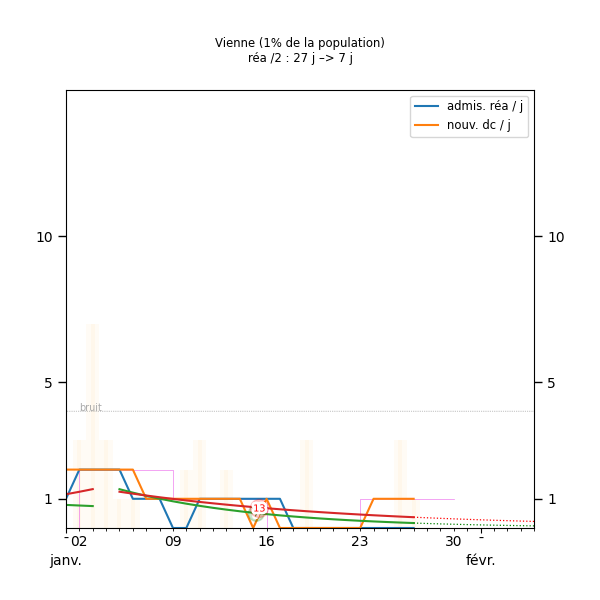 Vienne (1% de la population)
réa /2 : 27 j –> 7 j
admis. réa / j
nouv. dc / j
10
10
5
5
bruit
1
1
13
02
09
16
23
30
-
janv.
févr.